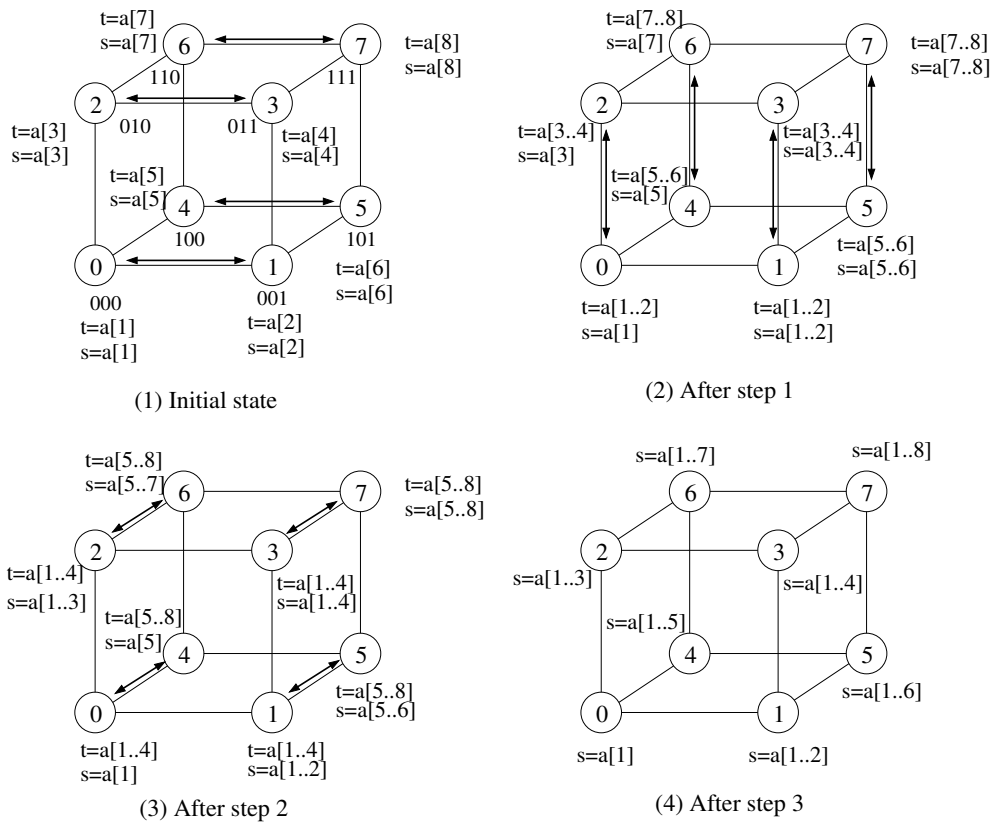 t=a[7]
s=a[7]
6
7
t=a[8]
s=a[8]
110
111
2
3
010
011
t=a[3]
s=a[3]
t=a[4]
s=a[4]
t=a[5]
s=a[5]
4
5
100
101
0
1
t=a[6]
s=a[6]
000
001
t=a[1]
s=a[1]
t=a[2]
s=a[2]
(1) Initial state
t=a[7..8]
s=a[7]
6
7
t=a[7..8]
s=a[7..8]
2
3
t=a[3..4]
s=a[3]
t=a[3..4]
s=a[3..4]
t=a[5..6]
s=a[5]
4
5
t=a[5..6]
s=a[5..6]
0
1
t=a[1..2]
s=a[1]
t=a[1..2]
s=a[1..2]
(2) After step 1
t=a[5..8]
s=a[5..7]
6
7
t=a[5..8]
s=a[5..8]
2
3
t=a[1..4]
s=a[1..3]
t=a[1..4]
s=a[1..4]
t=a[5..8]
s=a[5]
4
5
t=a[5..8]
s=a[5..6]
0
1
t=a[1..4]
s=a[1]
t=a[1..4]
s=a[1..2]
(3) After step 2
s=a[1..7]
s=a[1..8]
6
7
2
3
s=a[1..3]
s=a[1..4]
s=a[1..5]
4
5
s=a[1..6]
0
1
s=a[1]
s=a[1..2]
(4) After step 3